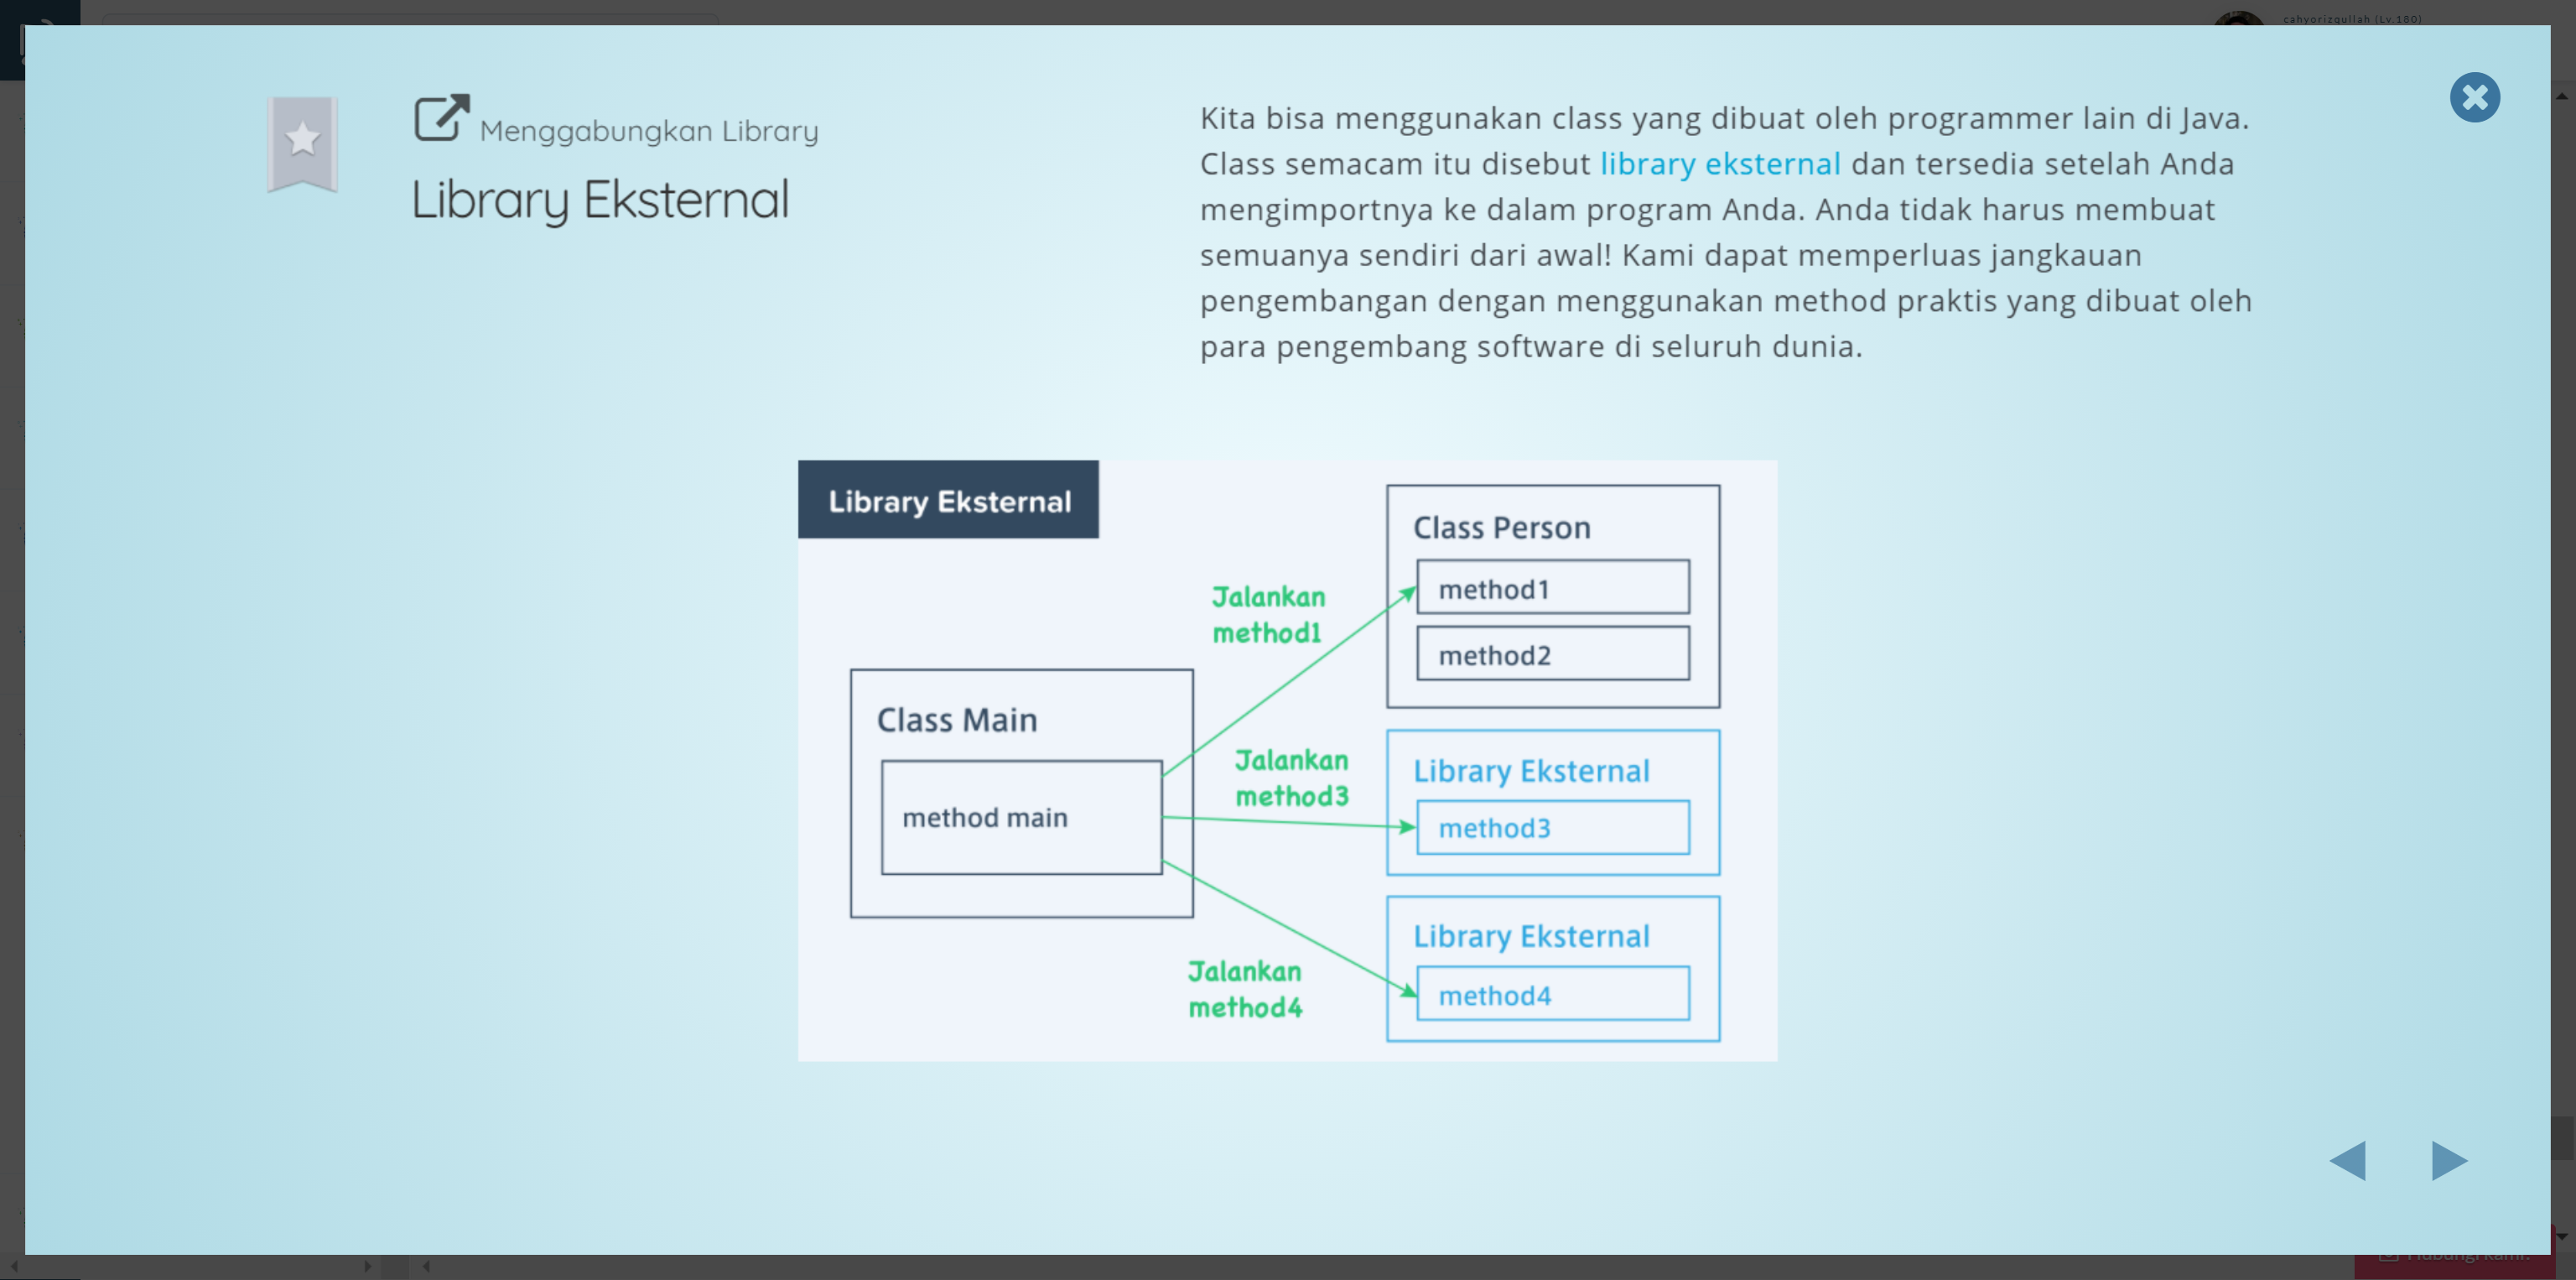 cahyorizqullah (Lv.180)
Menggabungkan Library
Library Eksternal
Kita bisa menggunakan class yang dibuat oleh programmer lain di Java.
Class semacam itu disebut library eksternal dan tersedia setelah Anda
mengimportnya ke dalam program Anda. Anda tidak harus membuat
semuanya sendiri dari awal! Kami dapat memperluas jangkauan
pengembangan dengan menggunakan method praktis yang dibuat oleh
para pengembang software di seluruh dunia.
Library Eksternal
Class Person
method1
method2
Jalankan
method1
Class Main
method main
Jalankan
method3
Library Eksternal
method3
Jalankan
method4
Library Eksternal
method4